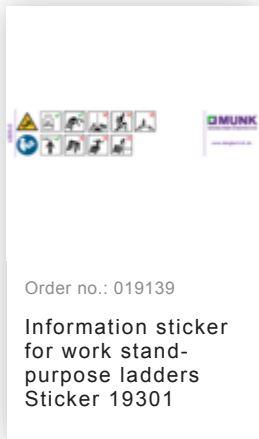 MUNK
Order no.: 019139
Information sticker
for work stand-
purpose ladders
Sticker 19301